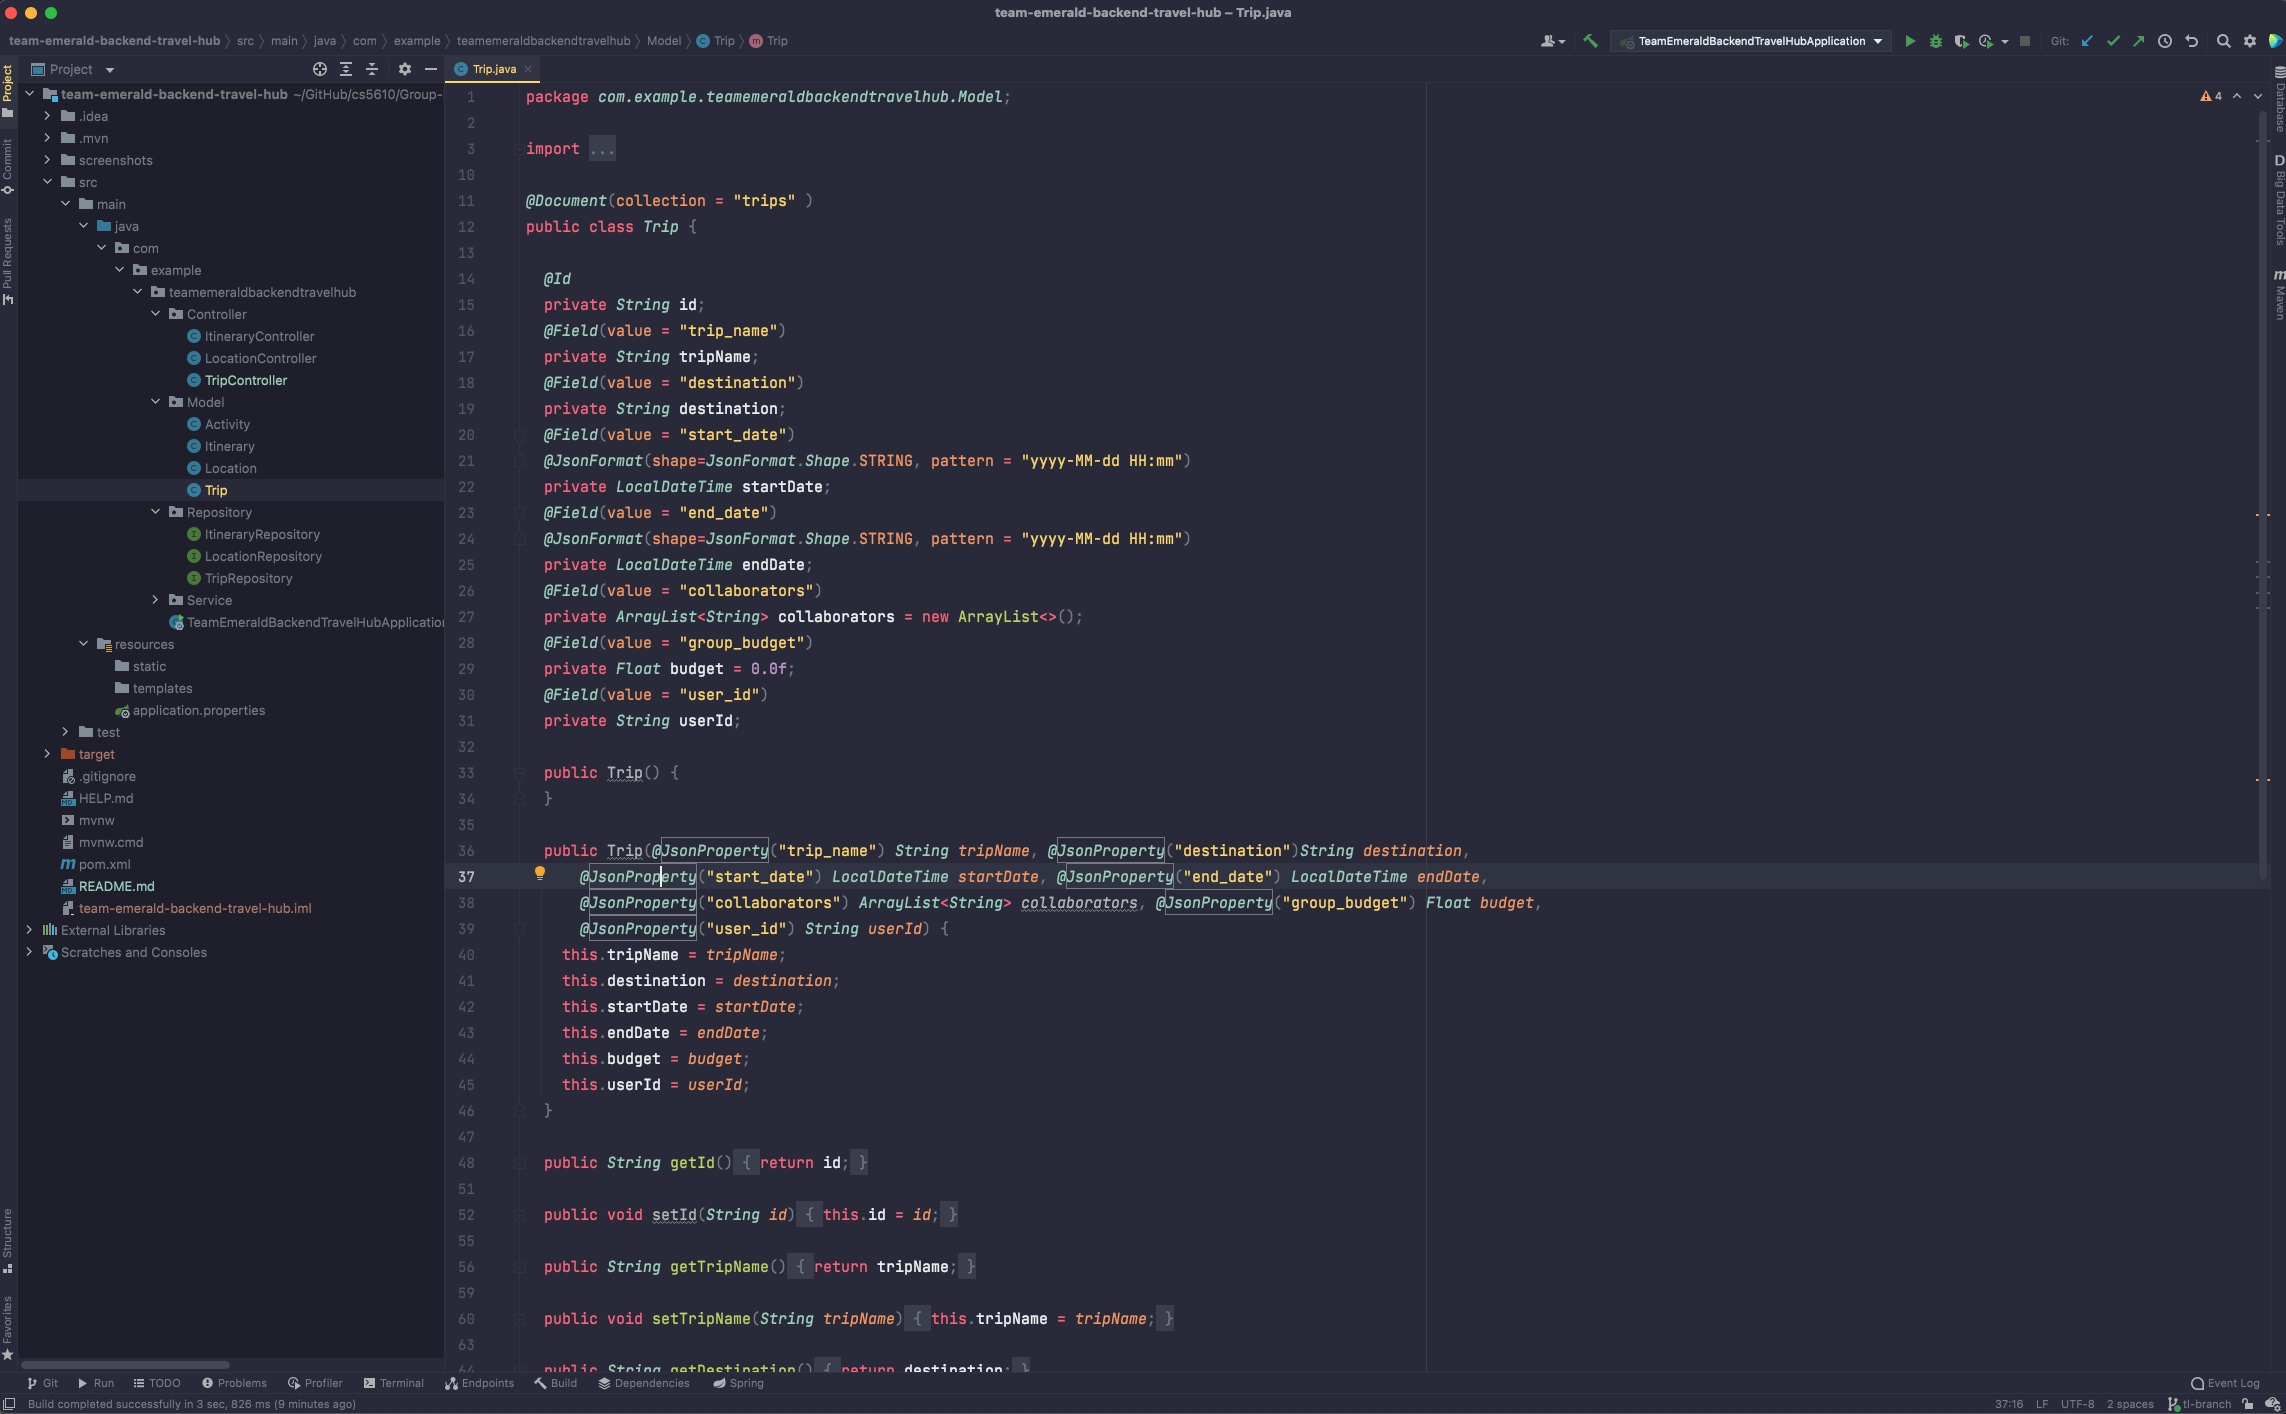 team-emerald-backend-travel-hub – Trip.java
team-emerald-backend-travel-hub 〉 src 〉 main 〉 java 〉 com 〉 example 〉 teamemeraldbackendtravelhub 〉 Model 〉 Trip 〉 Trip
TeamEmeraldBackendTravelHubApplication
Git:
Project
Trip.java
Project
Commit
Pull Requests
Structure
Favorites
team-emerald-backend-travel-hub ~/GitHub/cs5610/Group-
.idea
.mvn
screenshots
src
main
java
com
example
teamemeraldbackendtravelhub
Controller
ItineraryController
LocationController
TripController
Model
Activity
Itinerary
Location
Trip
Repository
ItineraryRepository
LocationRepository
TripRepository
Service
TeamEmeraldBackendTravelHubApplication
resources
static
templates
application.properties
test
target
.gitignore
HELP.md
mvnw
mvnw.cmd
pom.xml
README.md
team-emerald-backend-travel-hub.iml
External Libraries
Scratches and Consoles
1 package com.example.teamemeraldbackendtravelhub.Model;
2
3 import ...
10
11 @Document(collection = "trips" )
12 public class Trip {
13
14 @Id
15 private String id;
16 @Field(value = "trip_name")
17 private String tripName;
18 @Field(value = "destination")
19 private String destination;
20 @Field(value = "start_date")
21 @JsonFormat(shape=JsonFormat.Shape.STRING, pattern = "yyyy-MM-dd HH:mm")
22 private LocalDateTime startDate;
23 @Field(value = "end_date")
24 @JsonFormat(shape=JsonFormat.Shape.STRING, pattern = "yyyy-MM-dd HH:mm")
25 private LocalDateTime endDate;
26 @Field(value = "collaborators")
27 private ArrayList<String> collaborators = new ArrayList<>();
28 @Field(value = "group_budget")
29 private Float budget = 0.0f;
30 @Field(value = "user_id")
31 private String userId;
32
33 public Trip() {
34 }
35
36 public Trip(@JsonProperty("trip_name") String tripName, @JsonProperty("destination")String destination,
37 @JsonProperty("start_date") LocalDateTime startDate, @JsonProperty("end_date") LocalDateTime endDate,
38 @JsonProperty("collaborators") ArrayList<String> collaborators, @JsonProperty("group_budget") Float budget,
39 @JsonProperty("user_id") String userId) {
40 this.tripName = tripName;
41 this.destination = destination;
42 this.startDate = startDate;
43 this.endDate = endDate;
44 this.budget = budget;
45 this.userId = userId;
46 }
47
48 public String getId() { return id; }
51
52 public void setId(String id) { this.id = id; }
55
56 public String getTripName() { return tripName; }
59
60 public void setTripName(String tripName) { this.tripName = tripName; }
63
64 public String getDestination() { return destination; }
4
Database
D Big Data Tools
m Maven
Git Run TODO Problems Profiler Terminal Endpoints Build Dependencies Spring Event Log
Build completed successfully in 3 sec, 826 ms (9 minutes ago) 37:16 LF UTF-8 2 spaces tl-branch